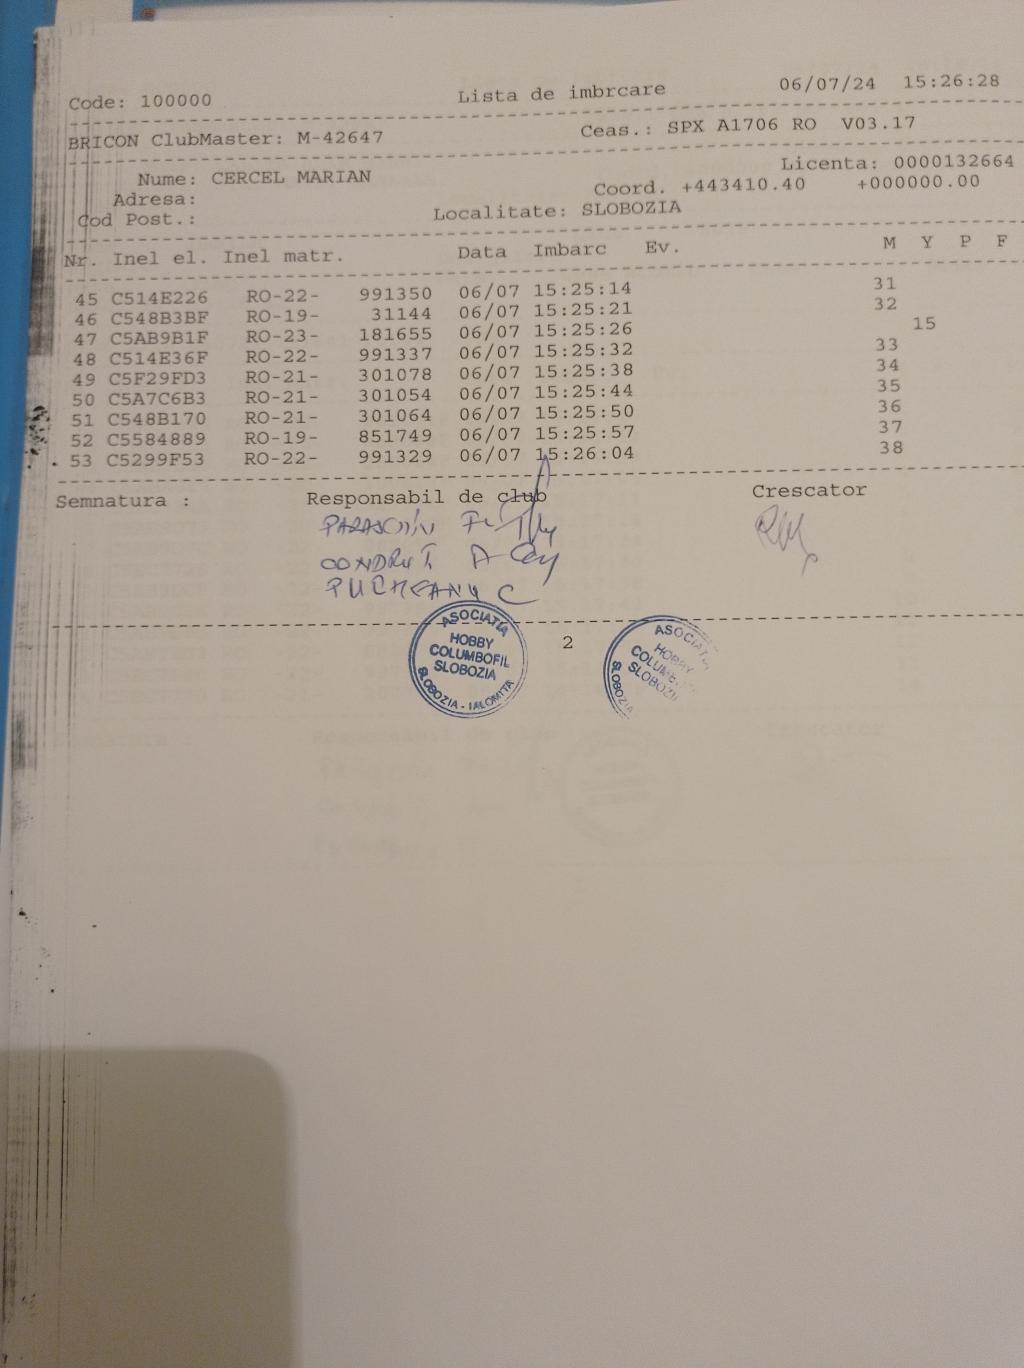 Code: 100000 Lista de imbrcare 06/07/24 15:26:28
BRICON ClubMaster: M-42647 Ceas.: SPX A1706 RO V03.17
Licenta: 0000132664
Nume: CERCEL MARIAN
Adresa: Coord. +443410.40 +000000.00
Cod Post.: Localitate: SLOBOZIA
Nr. Inel el. Inel matr. Data Imbarc Ev. M Y P F
45 C514E226 RO-22- 991350 06/07 15:25:14 31
46 C548B3BF RO-19- 31144 06/07 15:25:21 32
47 C5AB9B1F RO-23- 181655 06/07 15:25:26 15
48 C514E36F RO-22- 991337 06/07 15:25:32 33
49 C5F29FD3 RO-21- 301078 06/07 15:25:38 34
50 C5A7C6B3 RO-21- 301054 06/07 15:25:44 35
51 C548B170 RO-21- 301064 06/07 15:25:50 36
52 C5584889 RO-19- 851749 06/07 15:25:57 37
53 C5299F53 RO-22- 991329 06/07 15:26:04 38
Semnatura : Responsabil de club Crescator
ASOCIATIA
HOBBY
COLUMBOFIL
SLOBOZIA
SLOBOZIA - IALOMITA
2
HOBBY
SLOBOZIA